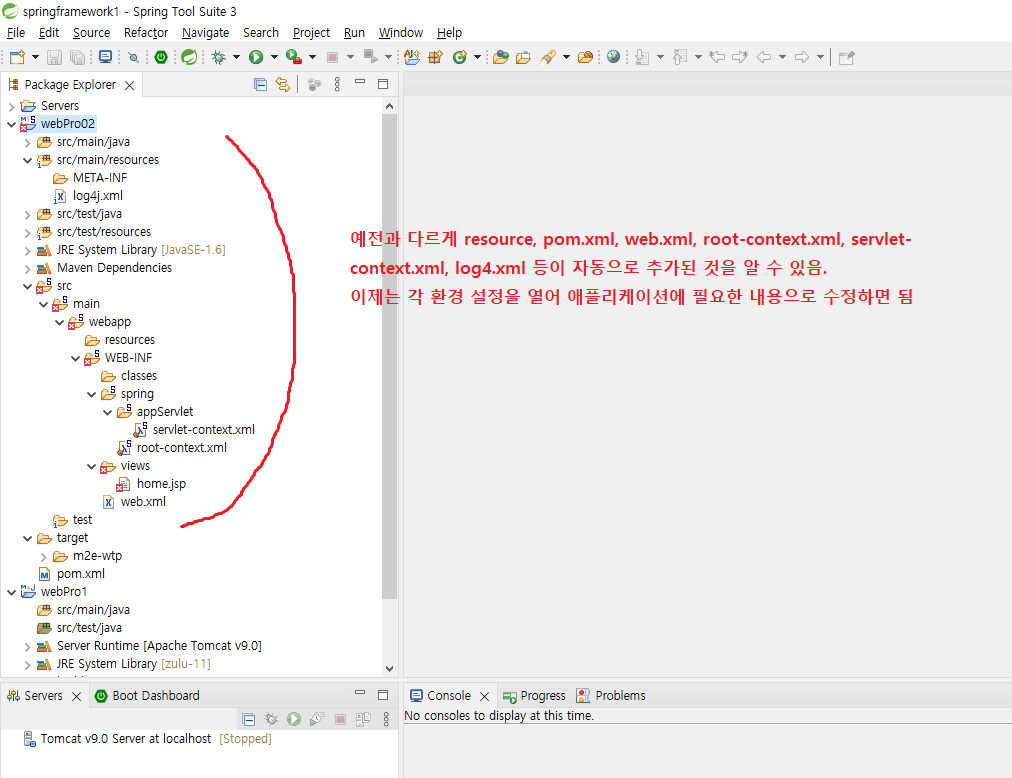 springframework1 - Spring Tool Suite 3
File Edit Source Refactor Navigate Search Project Run Window Help
Package Explorer
Servers
webPro02
src/main/java
src/main/resources
META-INF
log4j.xml
src/test/java
src/test/resources
JRE System Library [JavaSE-1.6]
Maven Dependencies
src
main
webapp
resources
WEB-INF
classes
spring
appServlet
servlet-context.xml
root-context.xml
views
home.jsp
web.xml
test
target
m2e-wtp
pom.xml
webPro1
src/main/java
src/test/java
Server Runtime [Apache Tomcat v9.0]
JRE System Library [zulu-11]
예전과 다르게 resource, pom.xml, web.xml, root-context.xml, servlet-
context.xml, log4.xml 등이 자동으로 추가된 것을 알 수 있음.
이제는 각 환경 설정을 열어 애플리케이션에 필요한 내용으로 수정하면 됨
Servers Boot Dashboard
Tomcat v9.0 Server at localhost [Stopped]
Console Progress Problems
No consoles to display at this time.